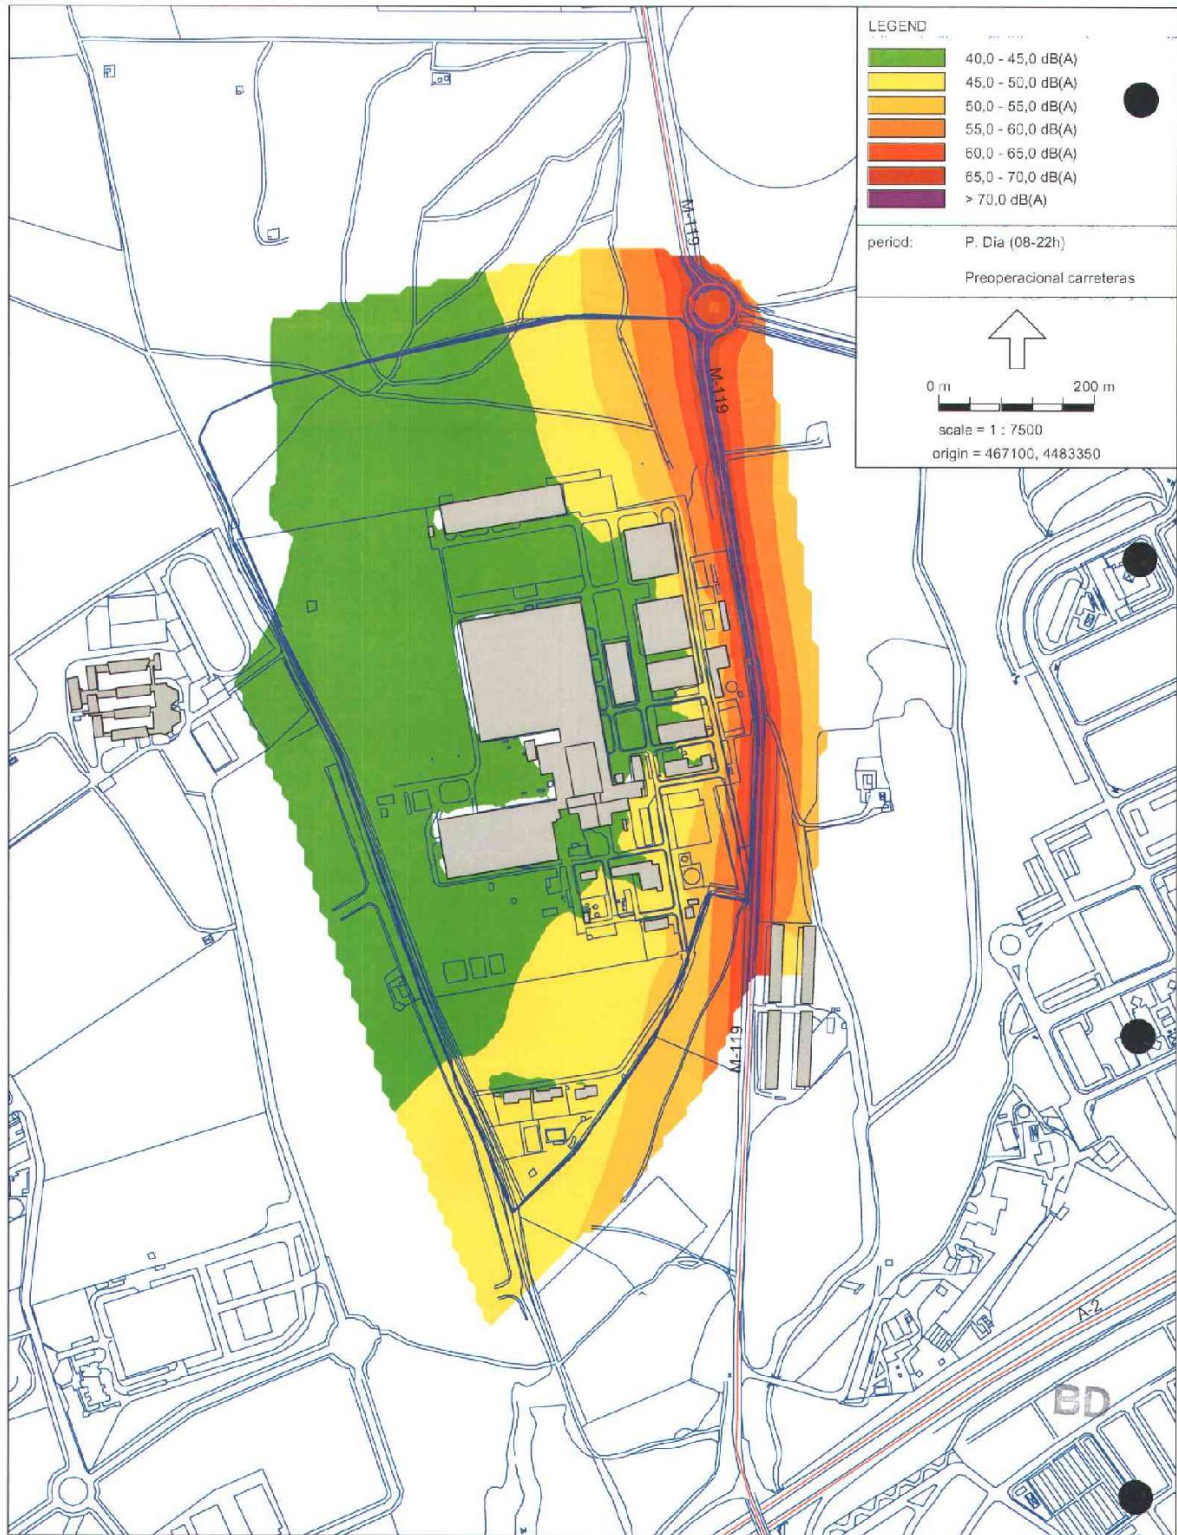 LEGEND
40,0 - 45,0 dB(A)
45,0 - 50,0 dB(A)
50,0 - 55,0 dB(A)
55,0 - 60,0 dB(A)
60,0 - 65,0 dB(A)
65,0 - 70,0 dB(A)
> 70,0 dB(A)
period: P. Día (08-22h)
Preoperacional carreteras
0 m 200 m
scale = 1 : 7500
origin = 467100, 4483350
M-119
M-119
M-119
A-2
BD